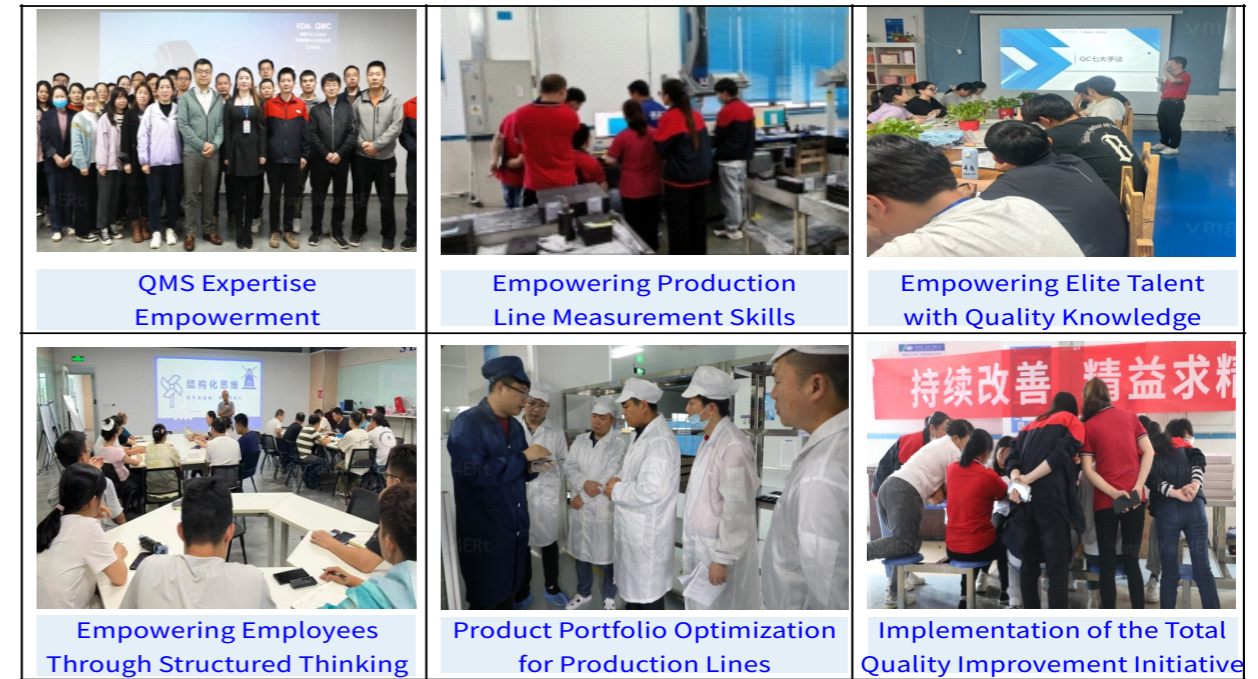 VDA QMC
QC七大手法
QMS Expertise
Empowerment
Empowering Production
Line Measurement Skills
Empowering Elite Talent
with Quality Knowledge
结构化思维
持续改善 精益求精
Empowering Employees
Through Structured Thinking
Product Portfolio Optimization
for Production Lines
Implementation of the Total
Quality Improvement Initiative